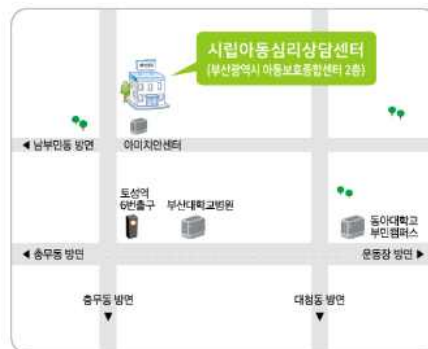 시립아동심리상담센터
(부산광역시 아동보호종합센터 2층)
◀ 남부민동 방면
아미치안센터
토성역
6번출구
부산대학교병원
동아대학교
부민캠퍼스
◀ 송무동 방면
운동장 방면 ▶
충무동 방면
▼
대청동 방면
▼